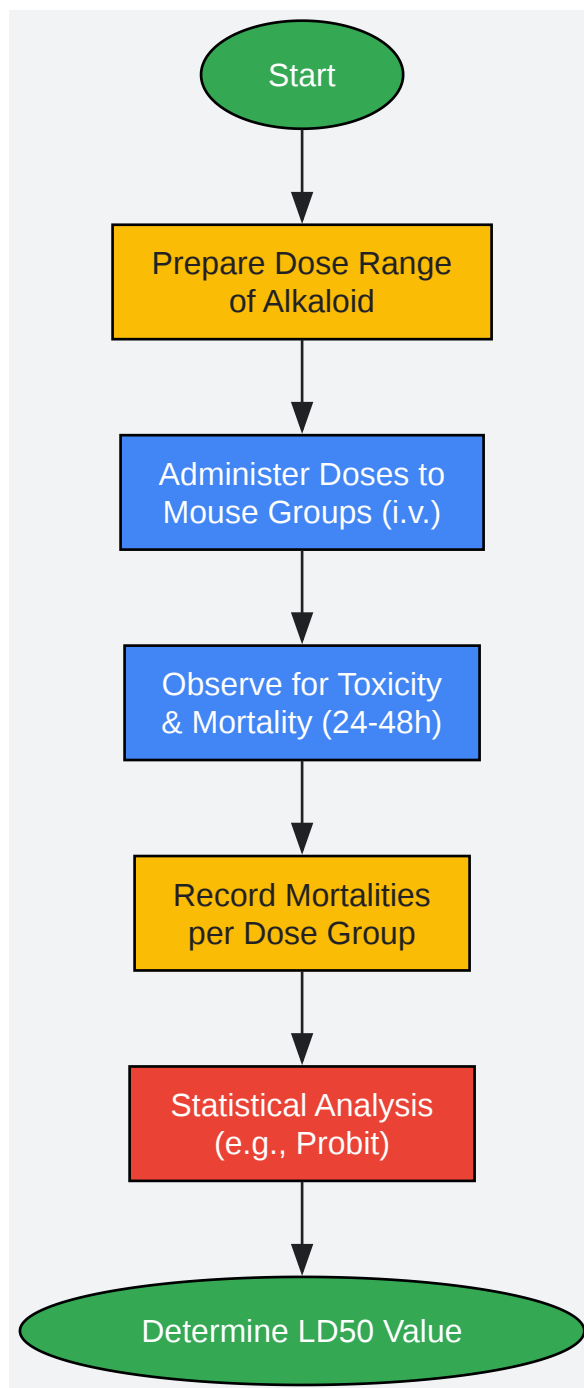 Start
Prepare Dose Range
of Alkaloid
Administer Doses to
Mouse Groups (i.v.)
Observe for Toxicity
& Mortality (24-48h)
Record Mortalities
per Dose Group
Statistical Analysis
(e.g., Probit)
Determine LD50 Value